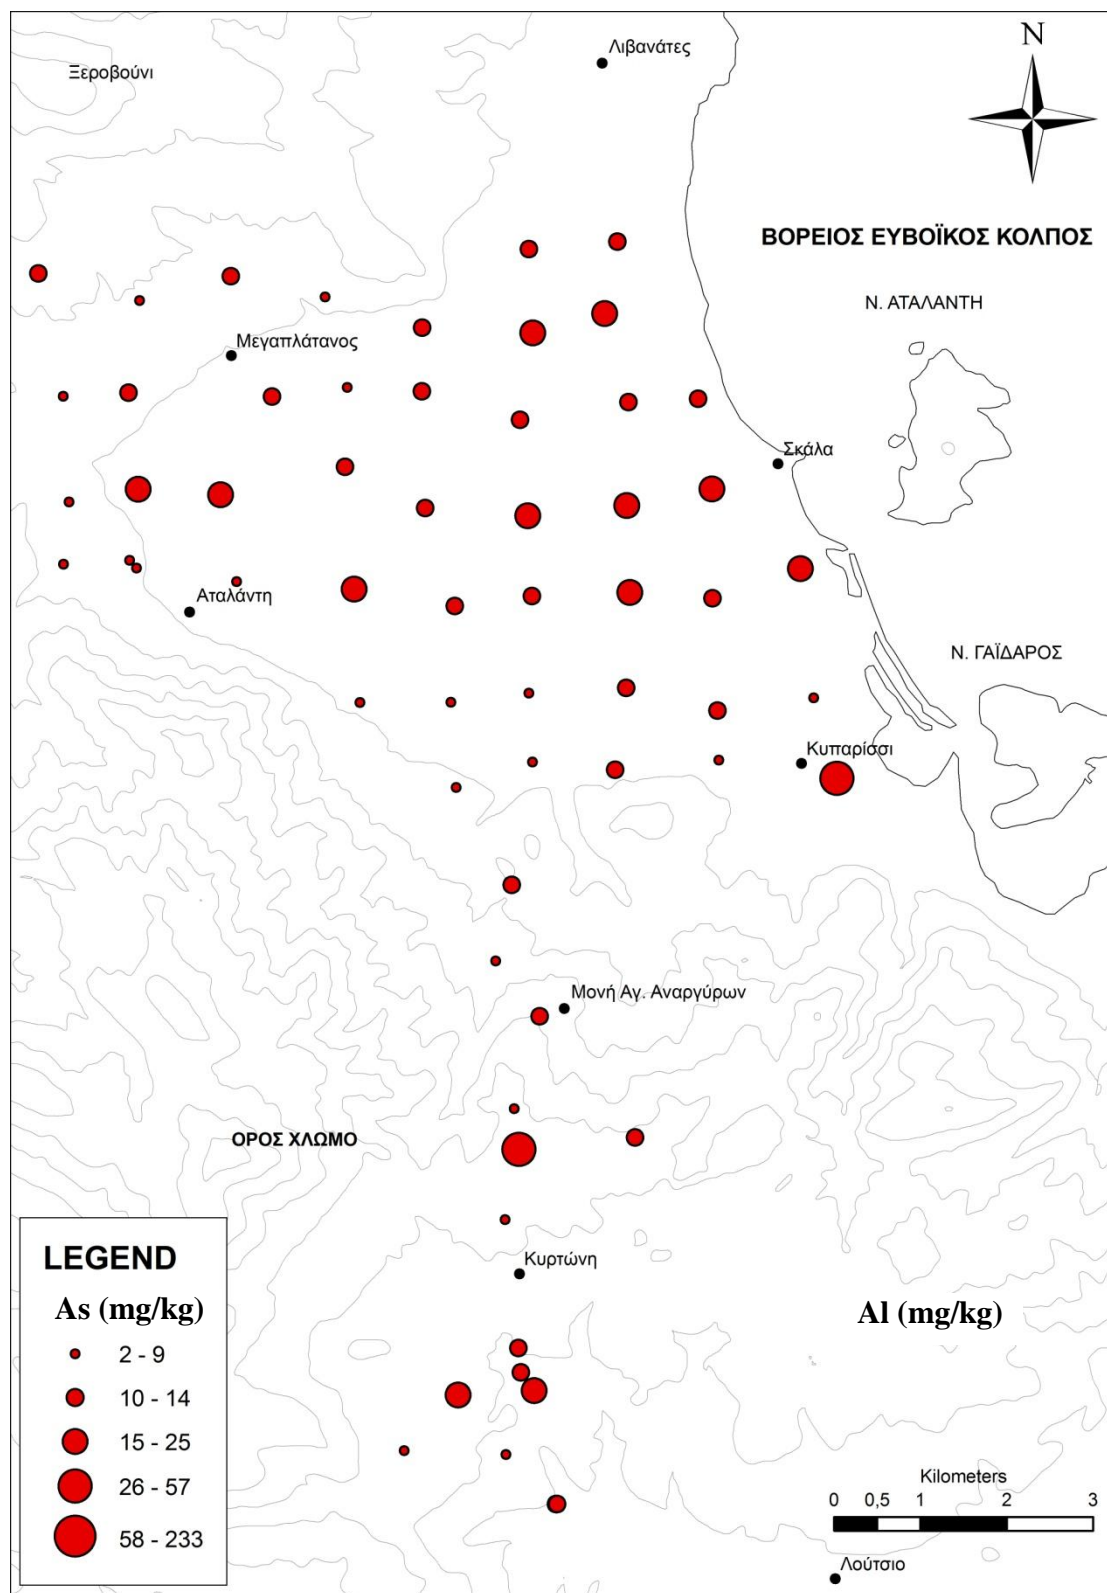 Λιβανάτες
N
Ξεροβούνι
ΒΟΡΕΙΟΣ ΕΥΒΟΪΚΟΣ ΚΟΛΠΟΣ
Ν. ΑΤΑΛΑΝΤΗ
Μεγαπλάτανος
Σκάλα
Αταλάντη
Ν. ΓΑΪΔΑΡΟΣ
Κυπαρίσσι
Μονή Αγ. Αναργύρων
ΟΡΟΣ ΧΛΩΜΟ
Κυρτώνη
LEGEND
As (mg/kg)
2 - 9
10 - 14
15 - 25
26 - 57
58 - 233
Al (mg/kg)
Kilometers
0 0,5 1 2 3
Λούτσιο